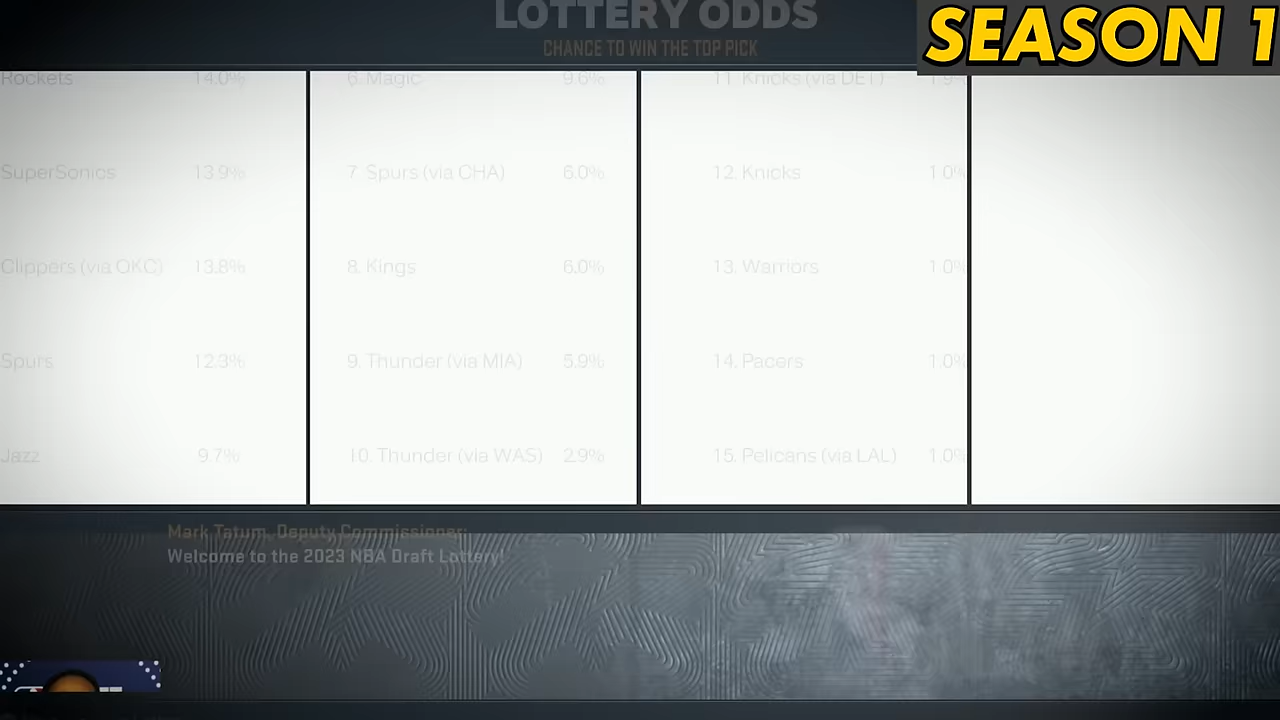 LOTTERY ODDS
CHANCE TO WIN THE TOP PICK
SEASON 1
Rockets 14.0%
SuperSonics 13.9%
Clippers (via OKC) 13.8%
Spurs 12.3%
Jazz 9.7%
6. Magic 9.6%
7. Spurs (via CHA) 6.0%
8. Kings 6.0%
9. Thunder (via MIA) 5.9%
10. Thunder (via WAS) 2.9%
11. Knicks (via DET) 1.9%
12. Knicks 1.0%
13. Warriors 1.0%
14. Pacers 1.0%
15. Pelicans (via LAL) 1.0%
Mark Tatum, Deputy Commissioner:
Welcome to the 2023 NBA Draft Lottery!